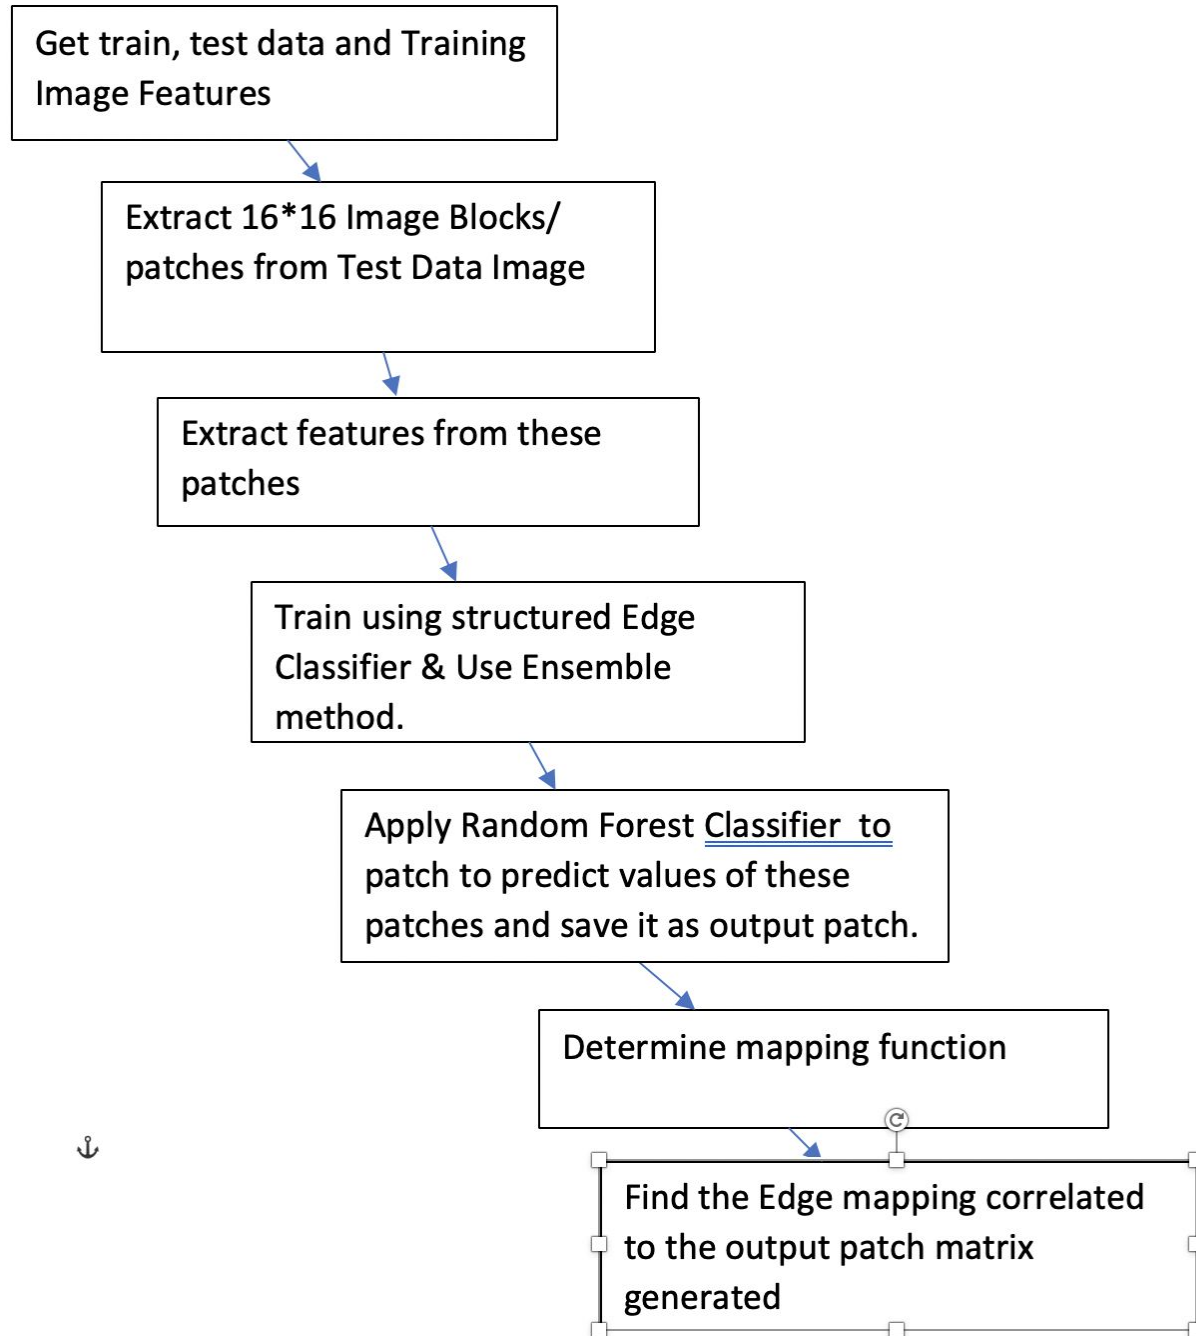 Get train, test data and Training
Image Features
Extract 16*16 Image Blocks/
patches from Test Data Image
Extract features from these
patches
Train using structured Edge
Classifier & Use Ensemble
method.
Apply Random Forest Classifier  to
patch to predict values of these
patches and save it as output patch.
Determine mapping function
Find the Edge mapping correlated
to the output patch matrix
generated